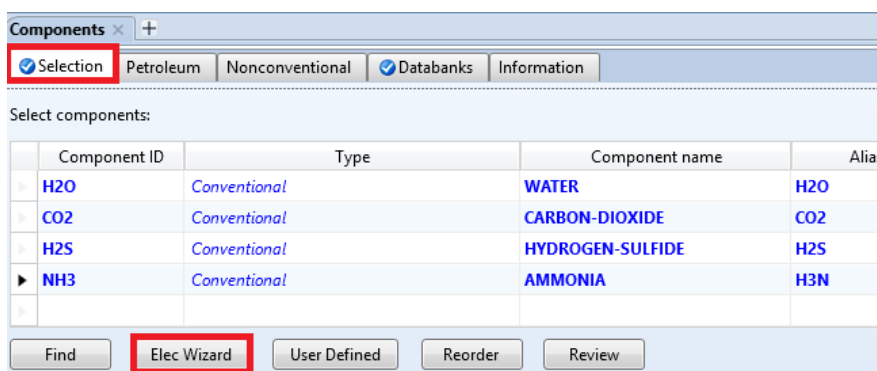 Components × +
Selection Petroleum Nonconventional Databanks Information
Select components:
Component ID Type Component name Alia
H2O Conventional WATER H2O
CO2 Conventional CARBON-DIOXIDE CO2
H2S Conventional HYDROGEN-SULFIDE H2S
NH3 Conventional AMMONIA H3N
Find Elec Wizard User Defined Reorder Review